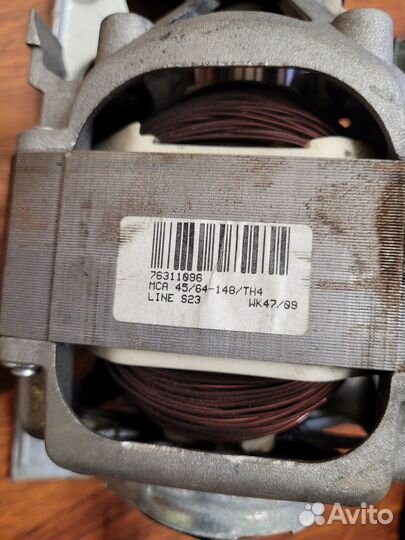 76311096
MCA 45/64-148/TH4
LINE S23 WK47/09
Avito